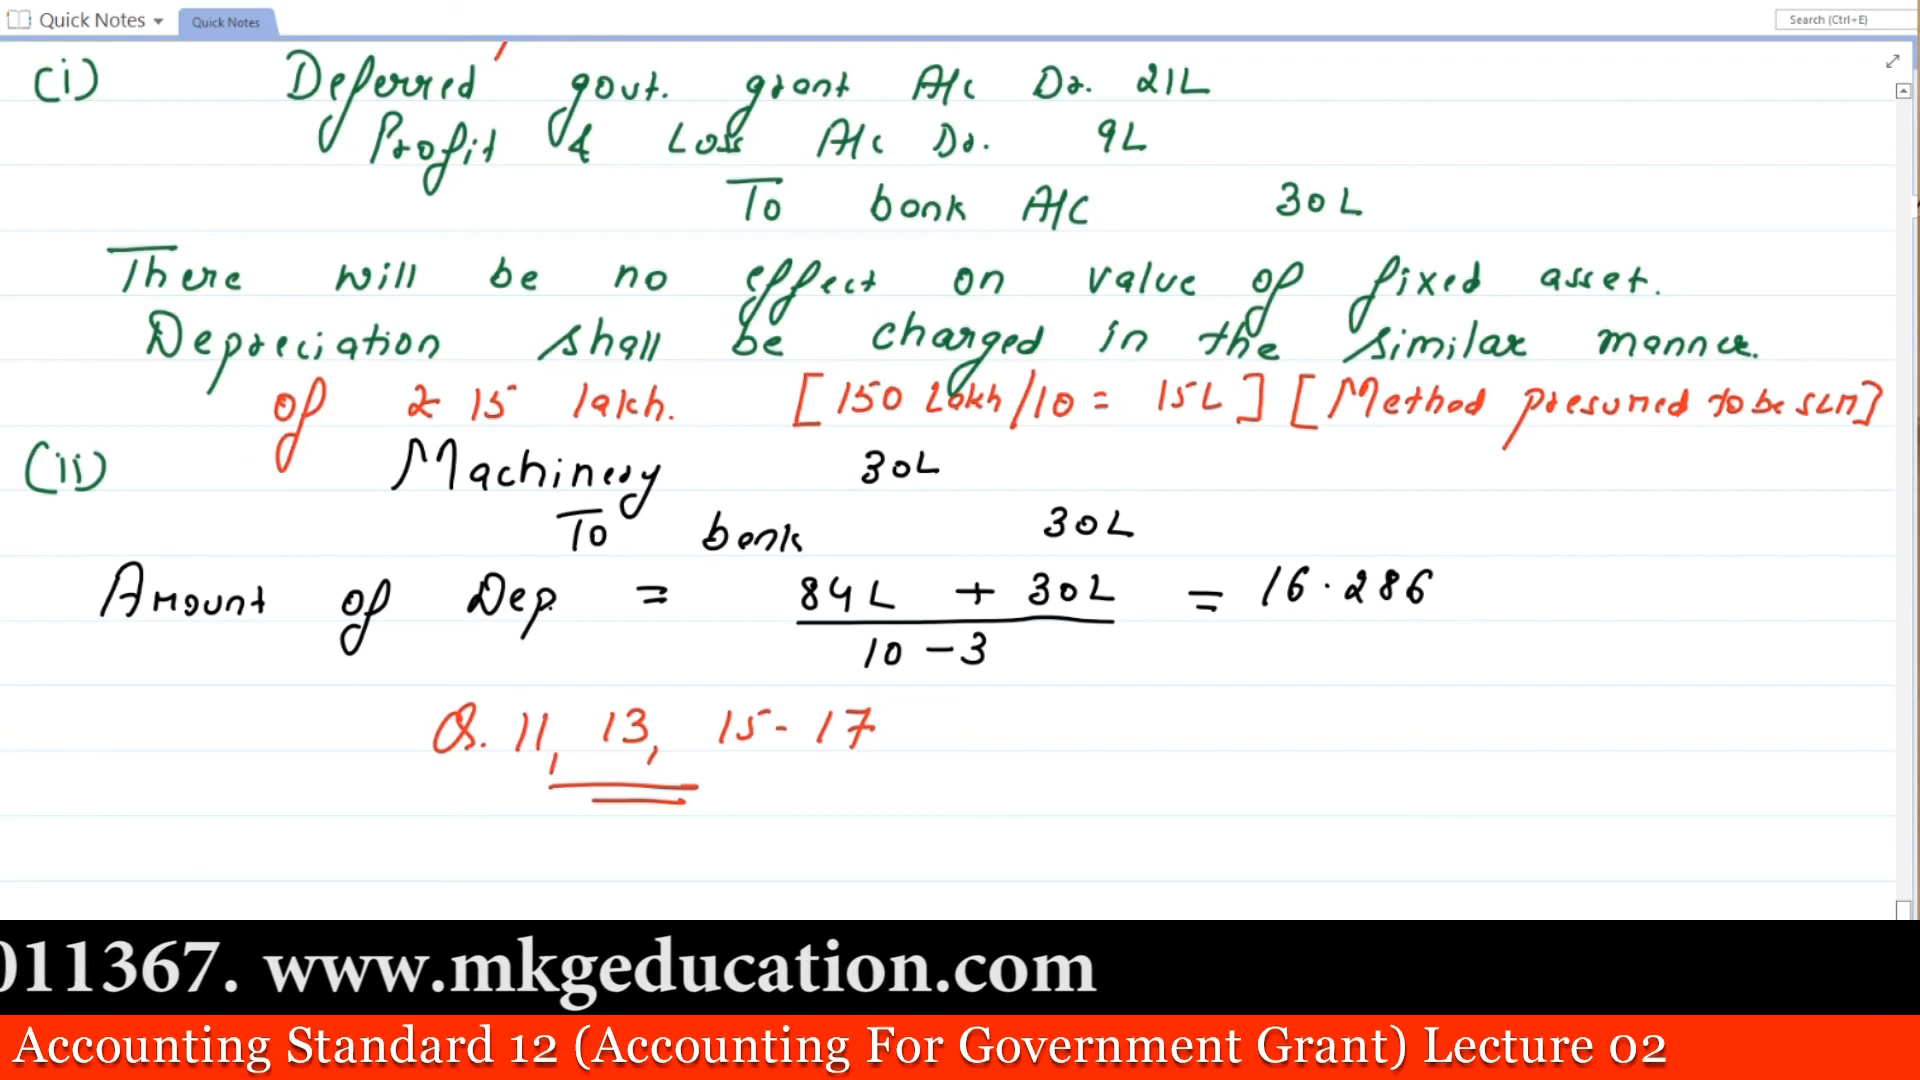 Quick Notes
Quick Notes
Search (Ctrl+E)
(i) Deferred govt. grant A/c Dr. 21L
Profit & Loss A/c Dr. 9L
To bank A/C 30L
There will be no effect on value of fixed asset.
Depreciation shall be charged in the similar manner.
of ₹ 15 lakh. [150 Lakh/10 = 15L] [Method presumed to be SLM]
(ii) Machinery 30L
To bank 30L
Amount of Dep. = 84L + 30L / 10 - 3 = 16.286
Q. 11, 13, 15-17
011367. www.mkgeducation.com
Accounting Standard 12 (Accounting For Government Grant) Lecture 02